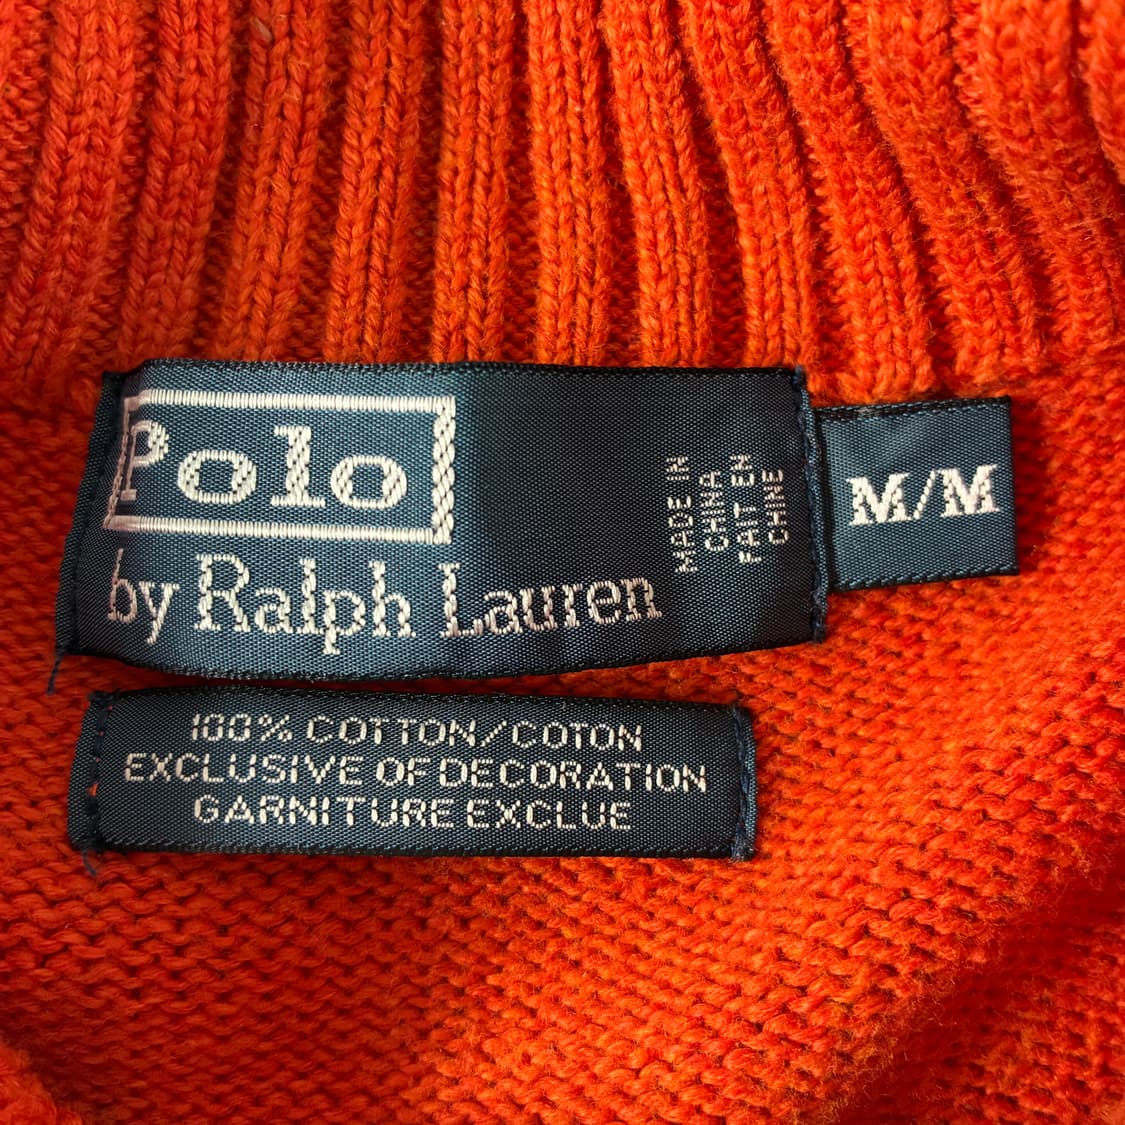 Polo
by Ralph Lauren
MADE IN
CHINA
FAIT EN
CHINE
M/M
100% COTTON/COTON
EXCLUSIVE OF DECORATION
GARNITURE EXCLUE